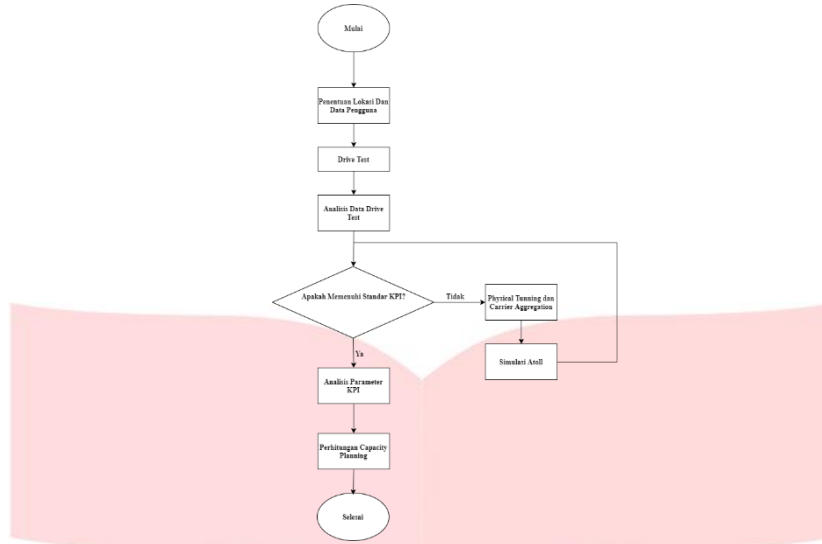 Mulai
Penentuan Lokasi Dan
Data Pengguna
Drive Test
Analisis Data Drive
Test
Apakah Memenuhi Standar KPI?
Tidak
Physical Tunning dan
Carrier Aggregation
Simulasi Atoll
Ya
Analisis Parameter
KPI
Perhitungan Capacity
Planning
Selesai